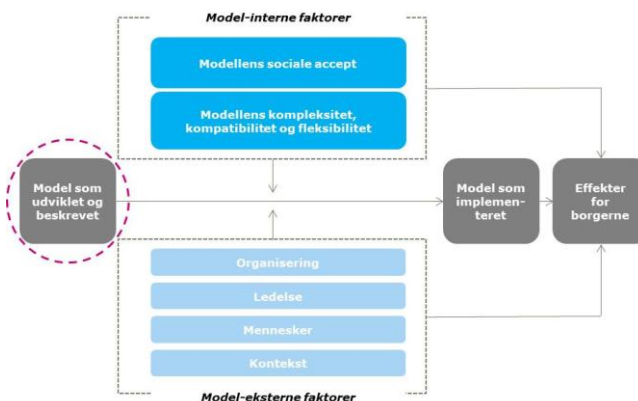 Model-interne faktorer
Modellens sociale accept
Modellens kompleksitet,
kompatibilitet og fleksibilitet
Model som
udviklet og
beskrevet
Model som
implemen-
teret
Effekter
for
borgerne
Organisering
Ledelse
Mennesker
Kontekst
Model-eksterne faktorer